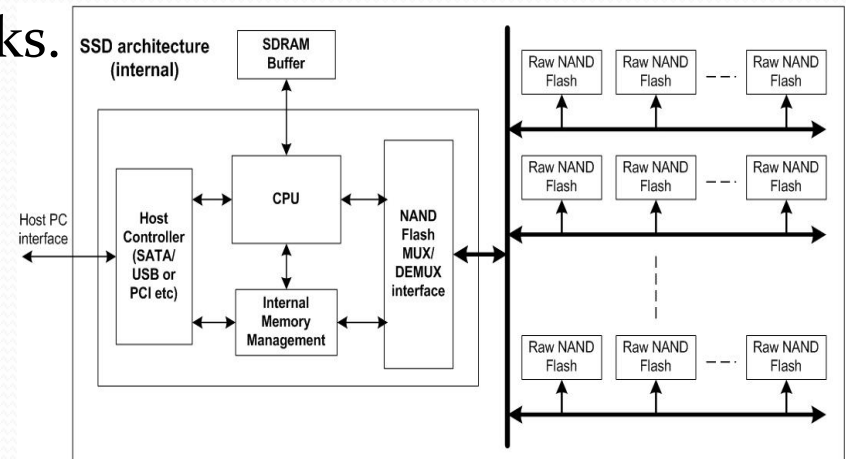 ks.
SSD architecture
(internal)
SDRAM
Buffer
Host PC
interface
Host
Controller
(SATA/
USB or
PCI etc)
CPU
Internal
Memory
Management
NAND
Flash
MUX/
DEMUX
interface
Raw NAND
Flash
Raw NAND
Flash
Raw NAND
Flash
Raw NAND
Flash
Raw NAND
Flash
Raw NAND
Flash
Raw NAND
Flash
Raw NAND
Flash
Raw NAND
Flash